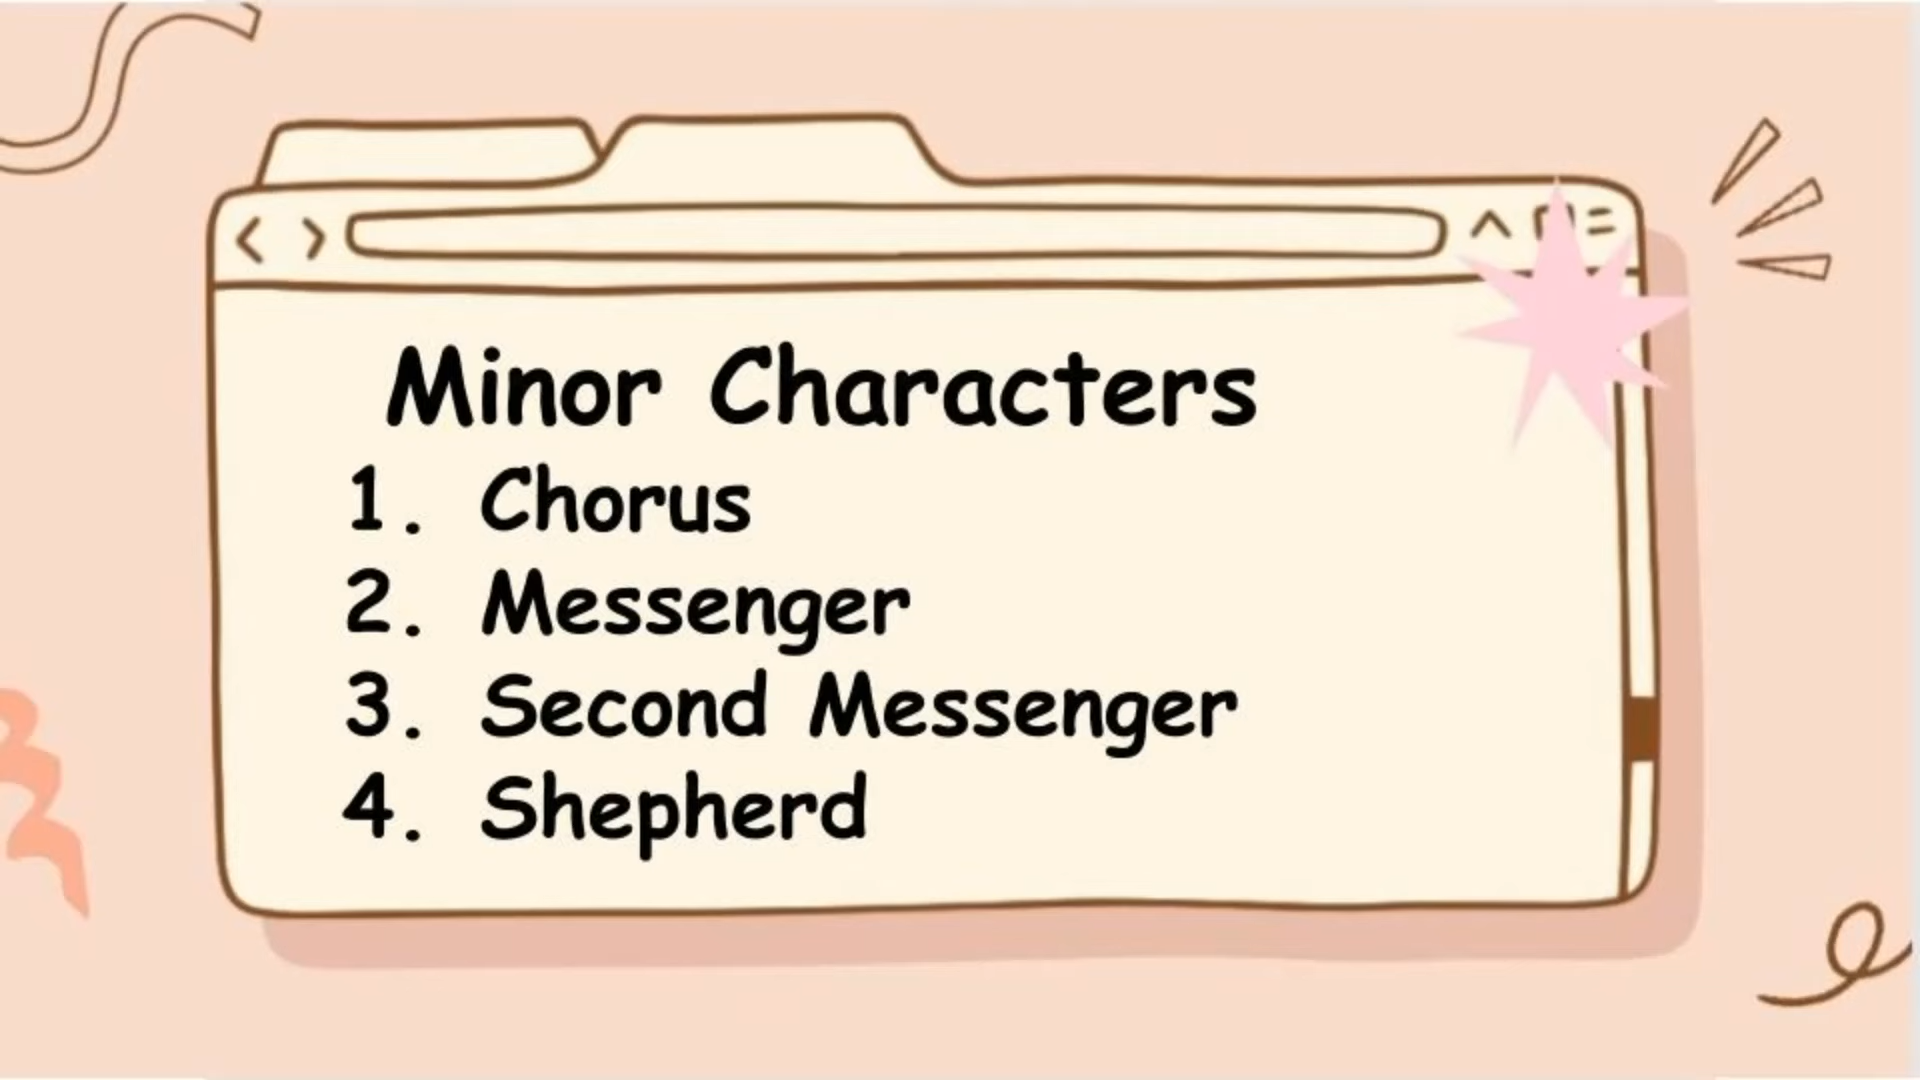 Minor Characters
1. Chorus
2. Messenger
3. Second Messenger
4. Shepherd